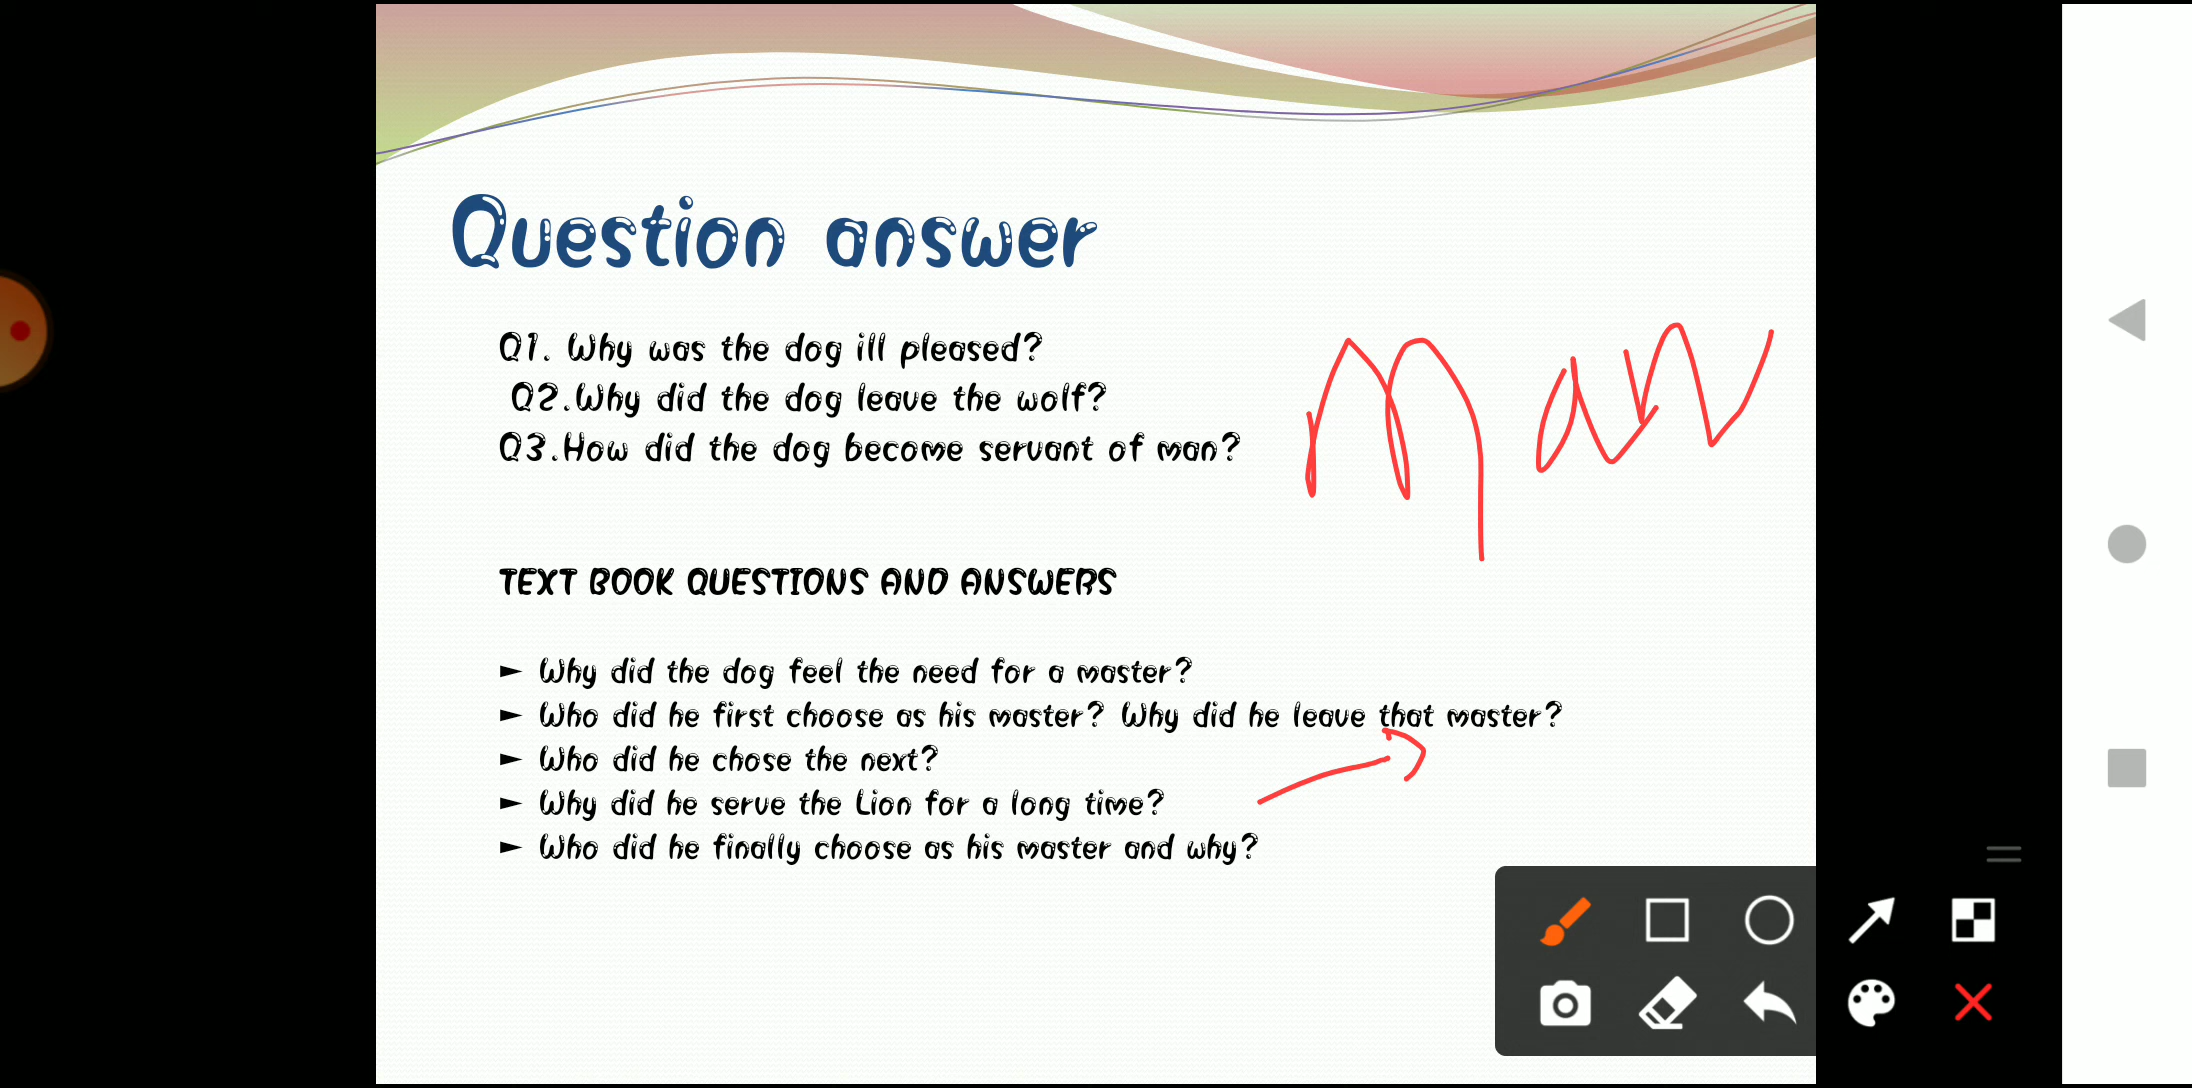 Question answer
Q1. Why was the dog ill pleased?
Q2.Why did the dog leave the wolf?
Q3.How did the dog become servant of man?
man
TEXT BOOK QUESTIONS AND ANSWERS
► Why did the dog feel the need for a master?
► Who did he first choose as his master? Why did he leave that master?
► Who did he chose the next?
► Why did he serve the Lion for a long time?
► Who did he finally choose as his master and why?